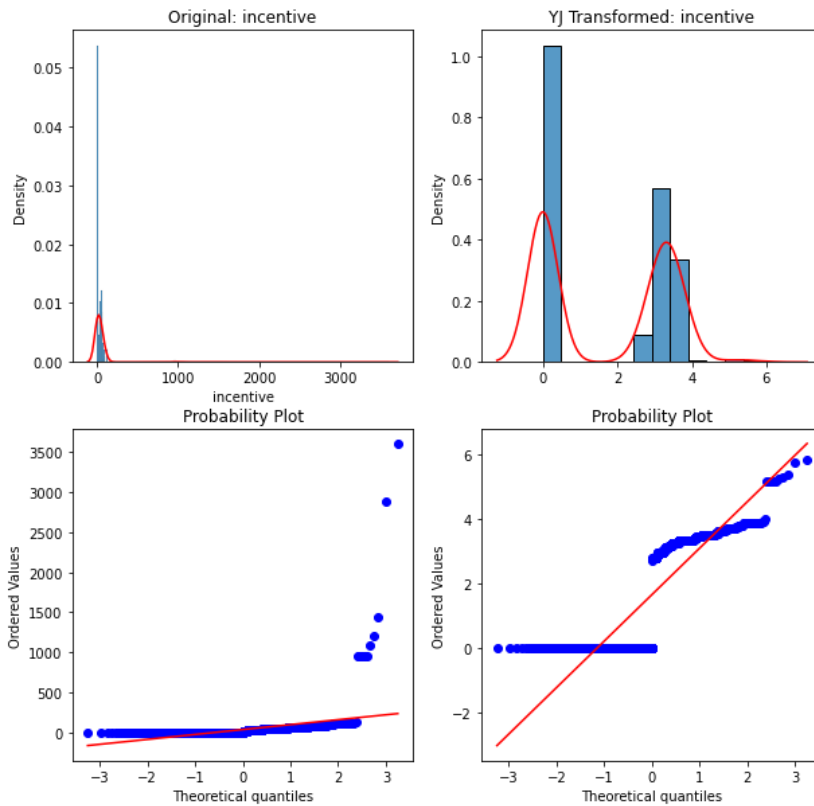 Original: incentive
YJ Transformed: incentive
Density
0.05
0.04
0.03
0.02
0.01
0.00
0 1000 2000 3000
incentive
Density
1.0
0.8
0.6
0.4
0.2
0.0
0 2 4 6
Probability Plot
Probability Plot
Ordered Values
3500
3000
2500
2000
1500
1000
500
0
−3 −2 −1 0 1 2 3
Theoretical quantiles
Ordered Values
6
4
2
0
−2
−3 −2 −1 0 1 2 3
Theoretical quantiles